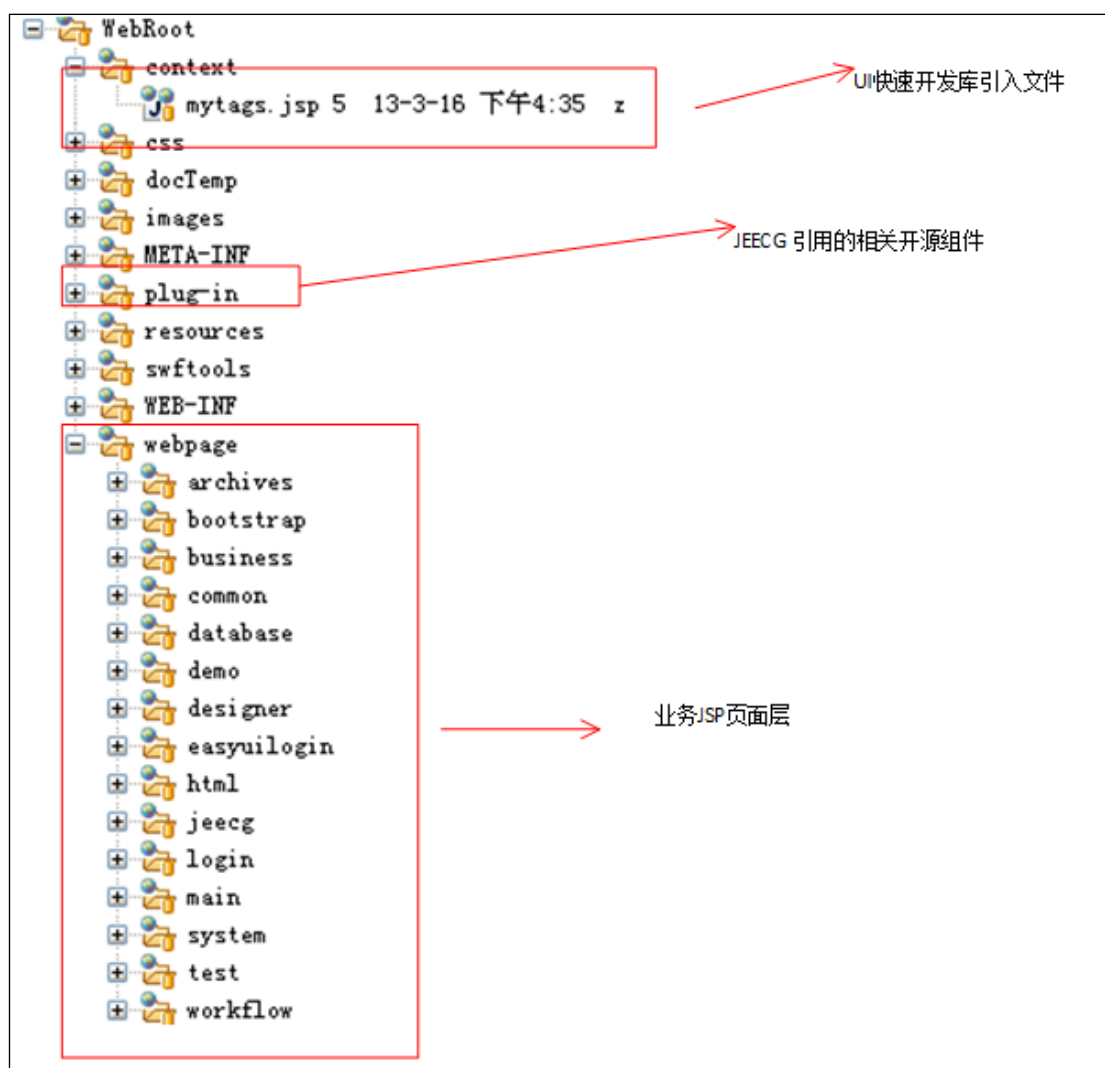 WebRoot
context
UI快速开发库引入文件
mytags.jsp 5 13-3-16 下午4:35 z
css
docTemp
images
JEECG 引用的相关开源组件
META-INF
plug-in
resources
swftools
WEB-INF
webpage
archives
bootstrap
business
common
database
demo
designer
业务JSP页面层
easyuilogin
html
jeecg
login
main
system
test
workflow